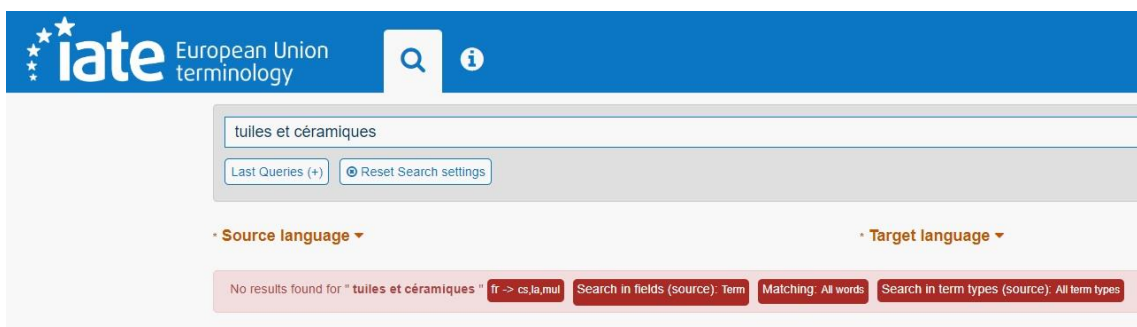 iate European Union
terminology
tuiles et céramiques
Last Queries (+) Reset Search settings
Source language Target language
No results found for " tuiles et céramiques " fr -> cs,la,mul Search in fields (source): Term Matching: All words Search in term types (source): All term types